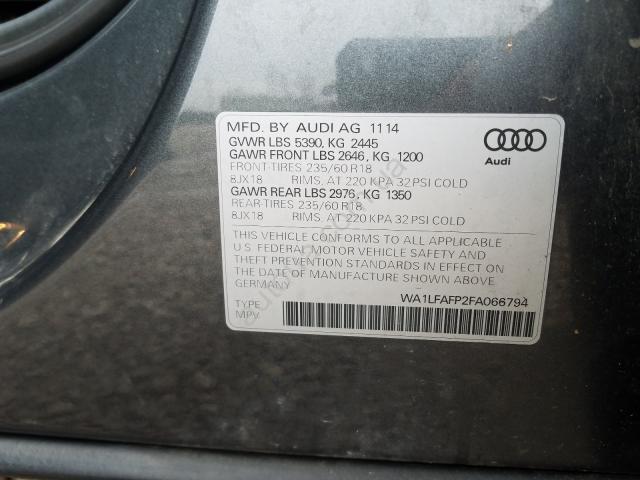 MFD. BY AUDI AG 11 14
GVWR LBS 5390, KG 2445
GAWR FRONT LBS 2646, KG 1200
FRONT-TIRES 235/60 R18
8JX18 RIMS, AT 220 KPA 32 PSI COLD
GAWR REAR LBS 2976, KG 1350
REAR-TIRES 235/60 R18,
8JX18 RIMS, AT 220 KPA 32 PSI COLD
Audi
THIS VEHICLE CONFORMS TO ALL APPLICABLE
U.S. FEDERAL MOTOR VEHICLE SAFETY AND
THEFT PREVENTION STANDARDS IN EFFECT ON
THE DATE OF MANUFACTURE SHOWN ABOVE
GERMANY
WA1LFAFP2FA066794
TYPE:
MPV